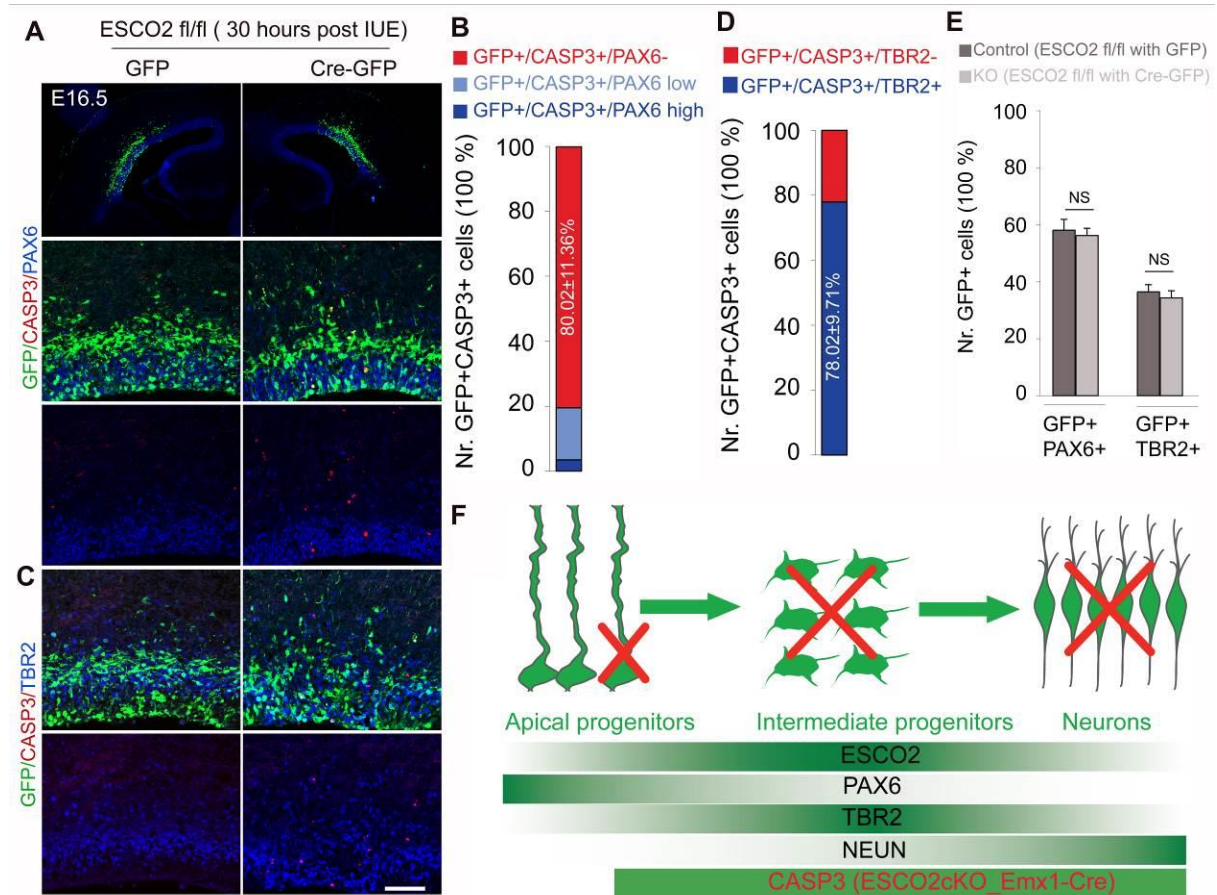 A
ESCO2 fl/fl ( 30 hours post IUE)
GFP
Cre-GFP
E16.5
GFP/CASP3/PAX6
C
GFP/CASP3/TBR2
B
GFP+/CASP3+/PAX6-
GFP+/CASP3+/PAX6 low
GFP+/CASP3+/PAX6 high
Nr. GFP+CASP3+ cells (100 %)
100
80
60
40
20
0
80.02±11.36%
D
GFP+/CASP3+/TBR2-
GFP+/CASP3+/TBR2+
Nr. GFP+CASP3+ cells (100 %)
100
80
60
40
20
0
78.02±9.71%
E
Control (ESCO2 fl/fl with GFP)
KO (ESCO2 fl/fl with Cre-GFP)
Nr. GFP+ cells (100 %)
100
80
60
40
20
0
NS
NS
GFP+
PAX6+
GFP+
TBR2+
F
Apical progenitors
Intermediate progenitors
Neurons
ESCO2
PAX6
TBR2
NEUN
CASP3 (ESCO2cKO_Emx1-Cre)